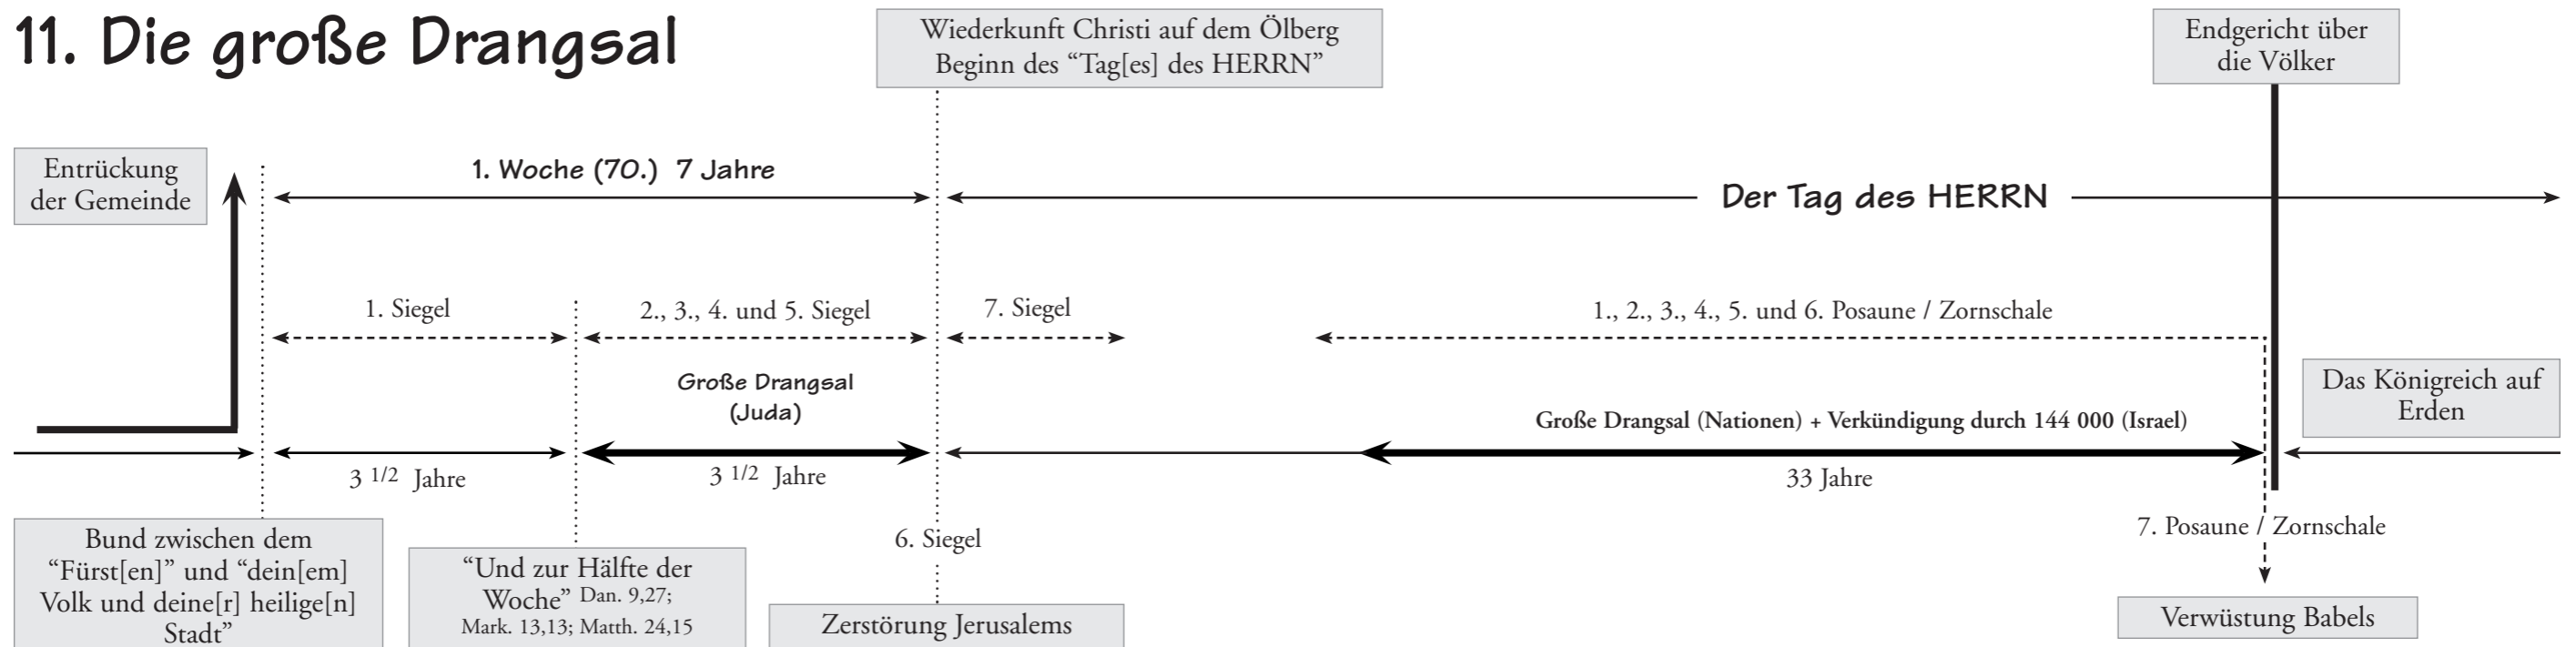 11. Die große Drangsal
Wiederkunft Christi auf dem Ölberg
Beginn des “Tag[es] des HERRN”
Endgericht über
die Völker
Entrückung
der Gemeinde
1. Woche (70.) 7 Jahre
Der Tag des HERRN
1. Siegel
2., 3., 4. und 5. Siegel
7. Siegel
1., 2., 3., 4., 5. und 6. Posaune / Zornschale
Große Drangsal
(Juda)
Das Königreich auf
Erden
Große Drangsal (Nationen) + Verkündigung durch 144 000 (Israel)
3 1/2 Jahre
3 1/2 Jahre
33 Jahre
6. Siegel
7. Posaune / Zornschale
Bund zwischen dem
“Fürst[en]” und “dein[em]
Volk und deine[r] heilige[n]
Stadt”
“Und zur Hälfte der
Woche” Dan. 9,27;
Mark. 13,13; Matth. 24,15
Zerstörung Jerusalems
Verwüstung Babels